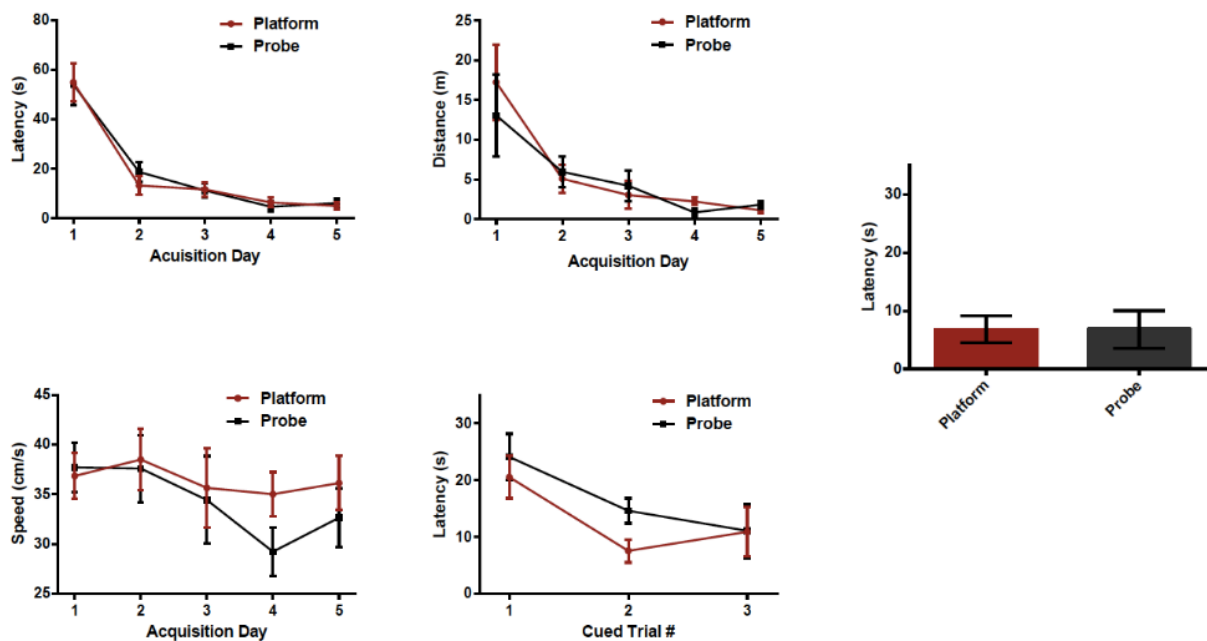 Platform
Probe
Latency (s)
80
60
40
20
0
1 2 3 4 5
Acuisition Day
Platform
Probe
Distance (m)
25
20
15
10
5
0
1 2 3 4 5
Acquisition Day
Latency (s)
30
20
10
0
Platform
Probe
Platform
Probe
Speed (cm/s)
45
40
35
30
25
1 2 3 4 5
Acquisition Day
Platform
Probe
Latency (s)
30
20
10
0
1 2 3
Cued Trial #